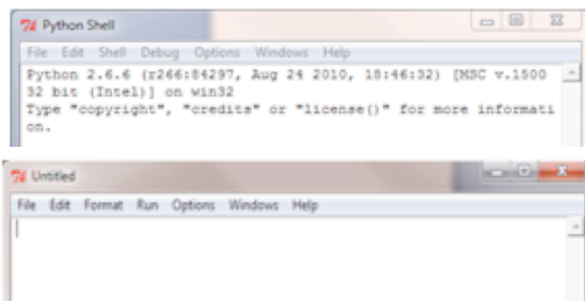 Python Shell
File Edit Shell Debug Options Windows Help
Python 2.6.6 (r266:84297, Aug 24 2010, 18:46:32) [MSC v.1500
32 bit (Intel)] on win32
Type "copyright", "credits" or "license()" for more informati
on.
Untitled
File Edit Format Run Options Windows Help